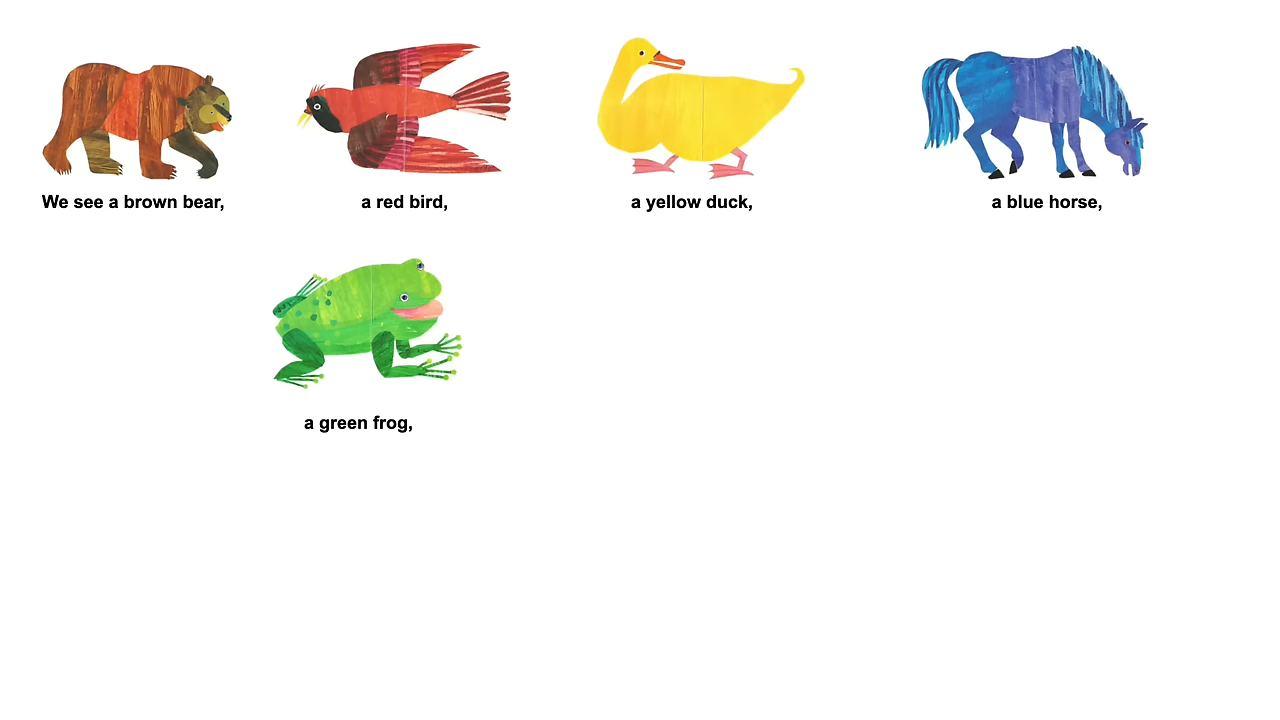 We see a brown bear,
a red bird,
a yellow duck,
a blue horse,
a green frog,